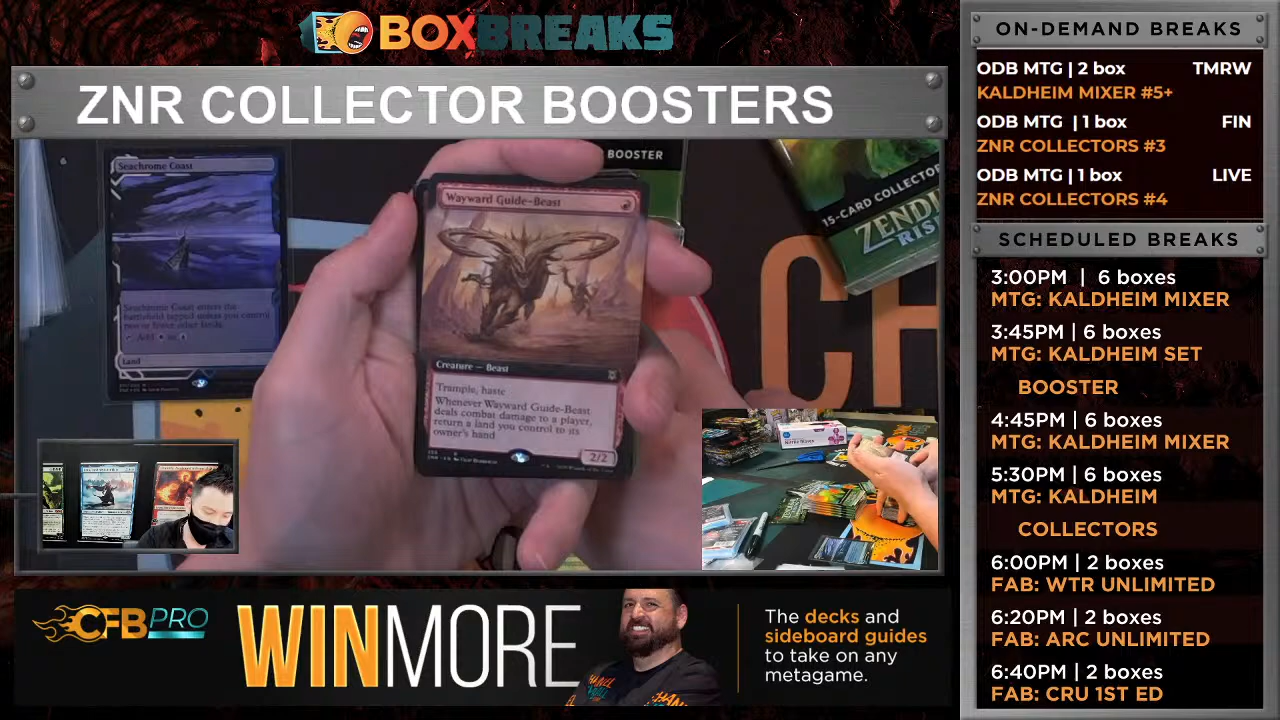 BOXBREAKS
ZNR COLLECTOR BOOSTERS
Seachrome Coast
Seachrome Coast enters the
battlefield tapped unless you control
two or fewer other lands.
Land
BOOSTER
15-CARD COLLECTOR
Wayward Guide-Beast
Creature — Beast
Trample, haste
Whenever Wayward Guide-Beast
deals combat damage to a player,
return a land you control to its
owner's hand
2/2
CH
CFBPRO
WINMORE
The decks and
sideboard guides
to take on any
metagame.
ON-DEMAND BREAKS
ODB MTG | 2 box TMRW
KALDHEIM MIXER #5+
ODB MTG | 1 box FIN
ZNR COLLECTORS #3
ODB MTG | 1 box LIVE
ZNR COLLECTORS #4
SCHEDULED BREAKS
3:00PM | 6 boxes
MTG: KALDHEIM MIXER
3:45PM | 6 boxes
MTG: KALDHEIM SET
BOOSTER
4:45PM | 6 boxes
MTG: KALDHEIM MIXER
5:30PM | 6 boxes
MTG: KALDHEIM
COLLECTORS
6:00PM | 2 boxes
FAB: WTR UNLIMITED
6:20PM | 2 boxes
FAB: ARC UNLIMITED
6:40PM | 2 boxes
FAB: CRU 1ST ED